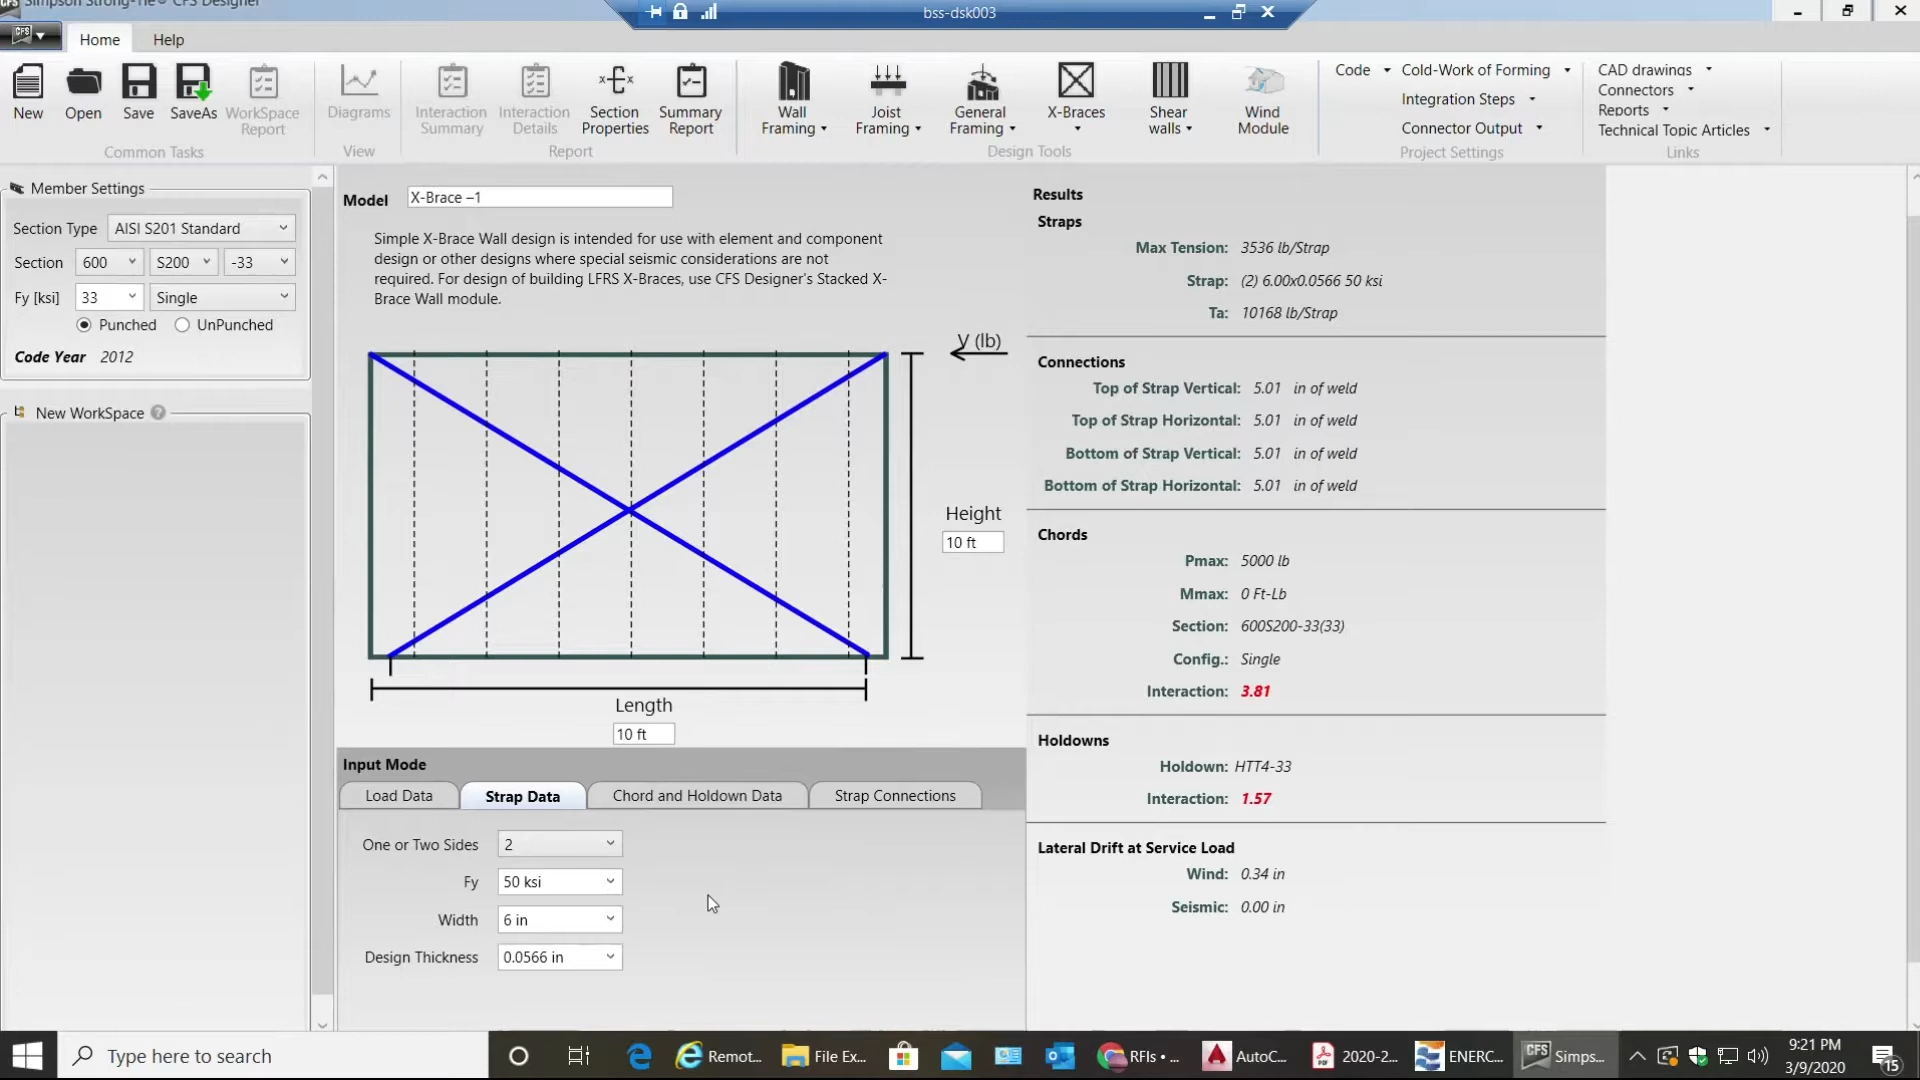 Simpson Strong-Tie® CFS Designer
bss-dsk003
CFS
Home Help
New Open Save SaveAs WorkSpace Report
Common Tasks
Diagrams
View
Interaction Summary
Interaction Details
Section Properties
Summary Report
Report
Wall Framing
Joist Framing
General Framing
X-Braces
Shear walls
Wind Module
Design Tools
Code
Cold-Work of Forming
Integration Steps
Connector Output
Project Settings
CAD drawings
Connectors
Reports
Technical Topic Articles
Links
Member Settings
Section Type AISI S201 Standard
Section 600 S200 -33
Fy [ksi] 33 Single
Punched UnPunched
Code Year 2012
New WorkSpace ?
Model X-Brace –1
Simple X-Brace Wall design is intended for use with element and component
design or other designs where special seismic considerations are not
required. For design of building LFRS X-Braces, use CFS Designer's Stacked X-
Brace Wall module.
V (lb)
Height
10 ft
Length
10 ft
Input Mode
Load Data Strap Data Chord and Holdown Data Strap Connections
One or Two Sides 2
Fy 50 ksi
Width 6 in
Design Thickness 0.0566 in
Results
Straps
Max Tension: 3536 lb/Strap
Strap: (2) 6.00x0.0566 50 ksi
Ta: 10168 lb/Strap
Connections
Top of Strap Vertical: 5.01 in of weld
Top of Strap Horizontal: 5.01 in of weld
Bottom of Strap Vertical: 5.01 in of weld
Bottom of Strap Horizontal: 5.01 in of weld
Chords
Pmax: 5000 lb
Mmax: 0 Ft-Lb
Section: 600S200-33(33)
Config.: Single
Interaction: 3.81
Holdowns
Holdown: HTT4-33
Interaction: 1.57
Lateral Drift at Service Load
Wind: 0.34 in
Seismic: 0.00 in
Type here to search
Remot...
File Ex...
RFIs • ...
AutoC...
2020-2...
ENERC...
CFS Simps...
9:21 PM
3/9/2020
15